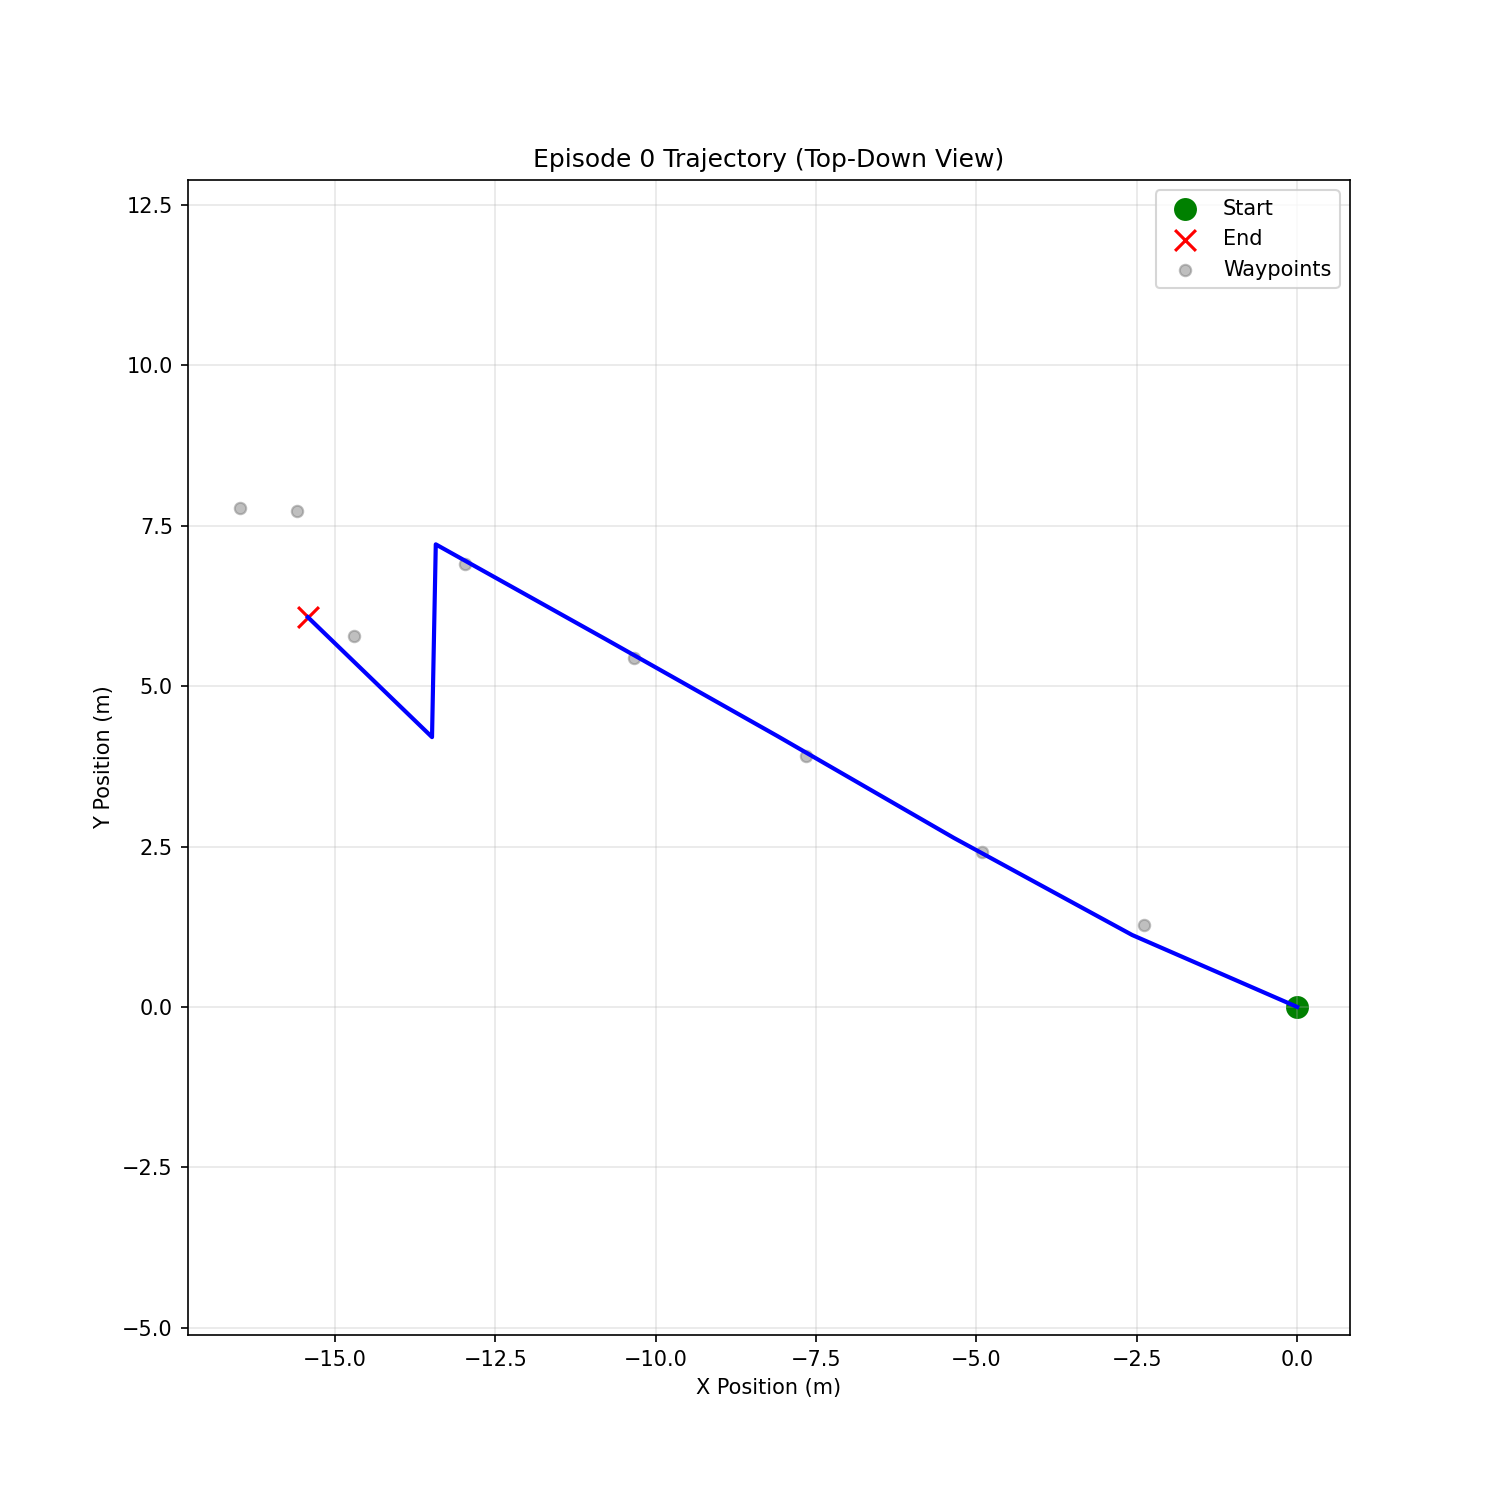 Episode 0 Trajectory (Top-Down View)
Start
End
Waypoints
12.5
10.0
7.5
5.0
2.5
0.0
−2.5
−5.0
Y Position (m)
−15.0 −12.5 −10.0 −7.5 −5.0 −2.5 0.0
X Position (m)